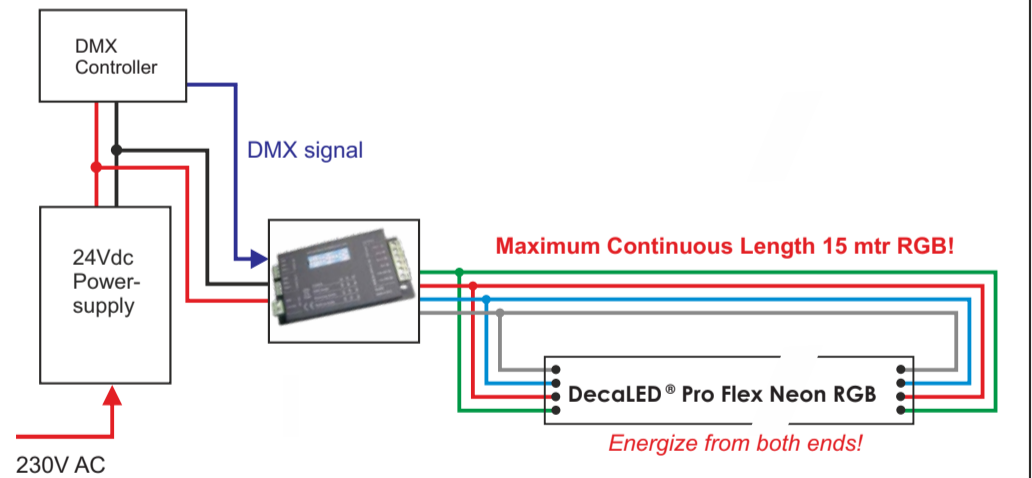 DMX
Controller
DMX signal
24Vdc
Power-
supply
230V AC
Maximum Continuous Length 15 mtr RGB!
DecaLED® Pro Flex Neon RGB
Energize from both ends!